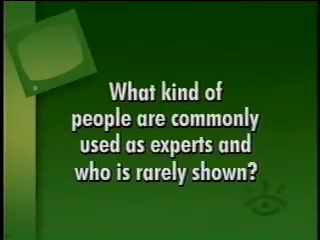 What kind of
people are commonly
used as experts and
who is rarely shown?